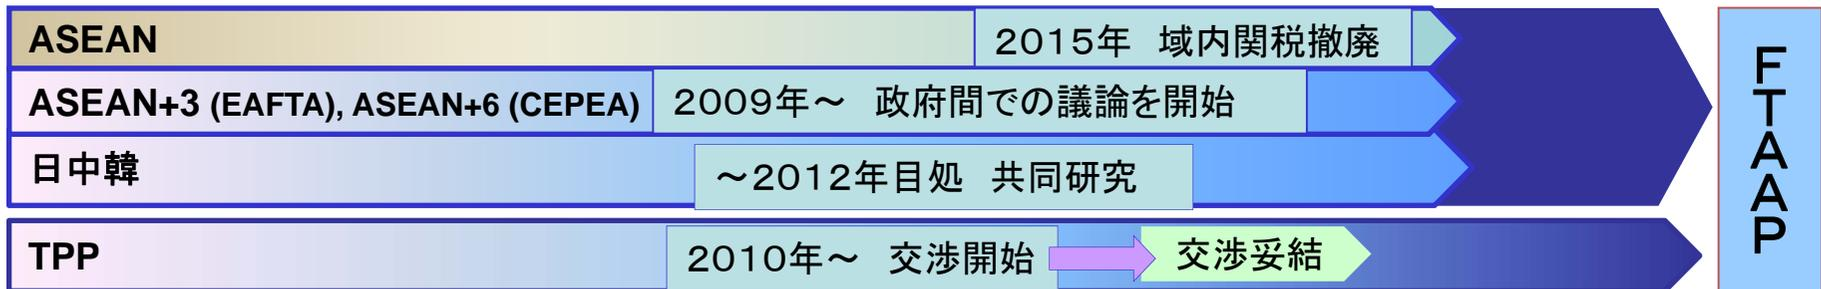 ASEAN
2015年　域内関税撤廃
ASEAN+3 (EAFTA), ASEAN+6 (CEPEA)
2009年～　政府間での議論を開始
日中韓
～2012年目処　共同研究
TPP
2010年～　交渉開始
交渉妥結
FTAAP